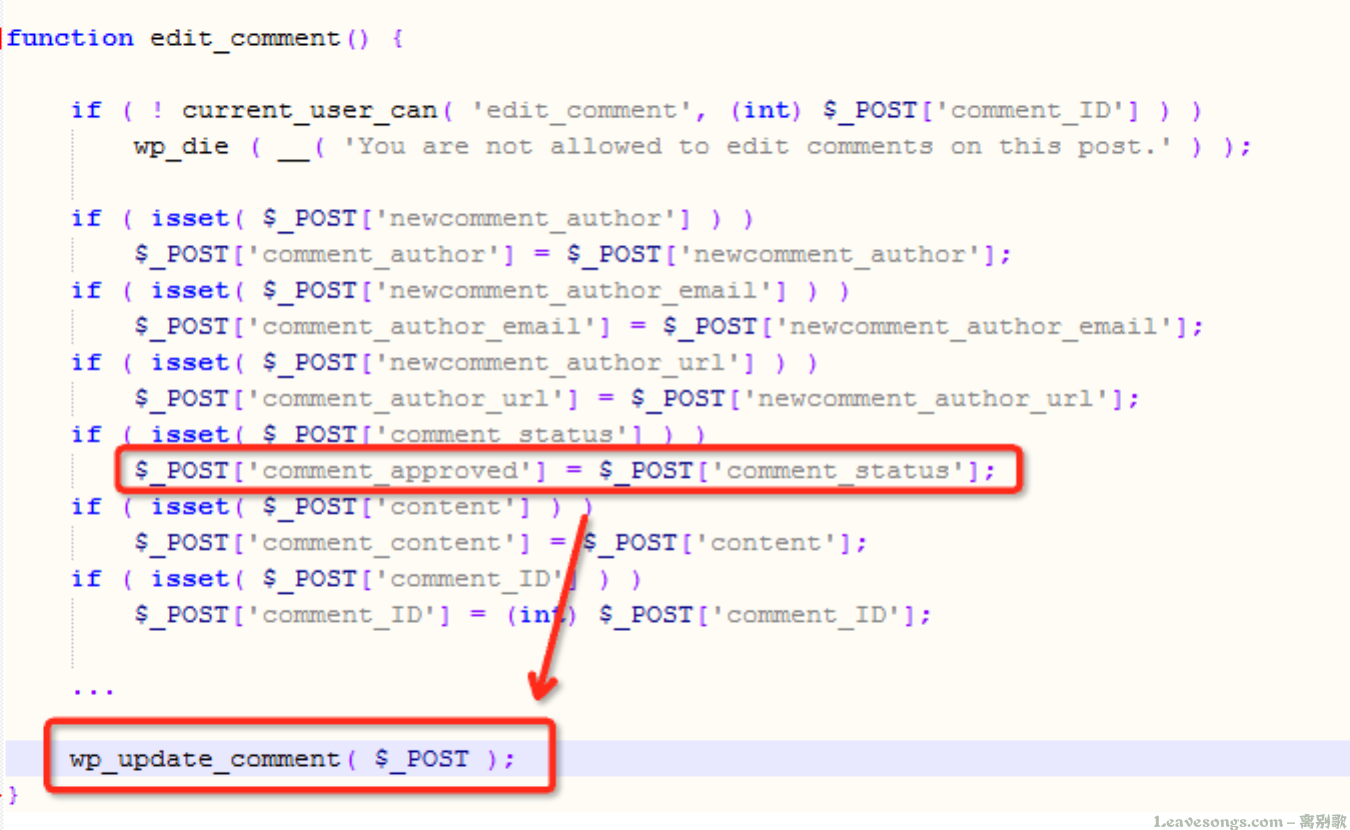 function edit_comment() {
if ( ! current_user_can( 'edit_comment', (int) $_POST['comment_ID'] ) )
wp_die ( __( 'You are not allowed to edit comments on this post.' ) );
if ( isset( $_POST['newcomment_author'] ) )
$_POST['comment_author'] = $_POST['newcomment_author'];
if ( isset( $_POST['newcomment_author_email'] ) )
$_POST['comment_author_email'] = $_POST['newcomment_author_email'];
if ( isset( $_POST['newcomment_author_url'] ) )
$_POST['comment_author_url'] = $_POST['newcomment_author_url'];
if ( isset( $_POST['comment_status'] ) )
$_POST['comment_approved'] = $_POST['comment_status'];
if ( isset( $_POST['content'] ) )
$_POST['comment_content'] = $_POST['content'];
if ( isset( $_POST['comment_ID'] ) )
$_POST['comment_ID'] = (int) $_POST['comment_ID'];
...
wp_update_comment( $_POST );
}
Leavesongs.com – 离别歌